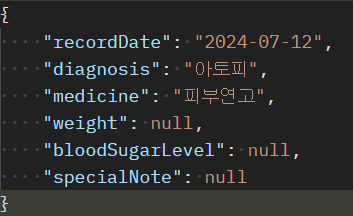 {
    "recordDate": "2024-07-12",
    "diagnosis": "아토피",
    "medicine": "피부연고",
    "weight": null,
    "bloodSugarLevel": null,
    "specialNote": null
}